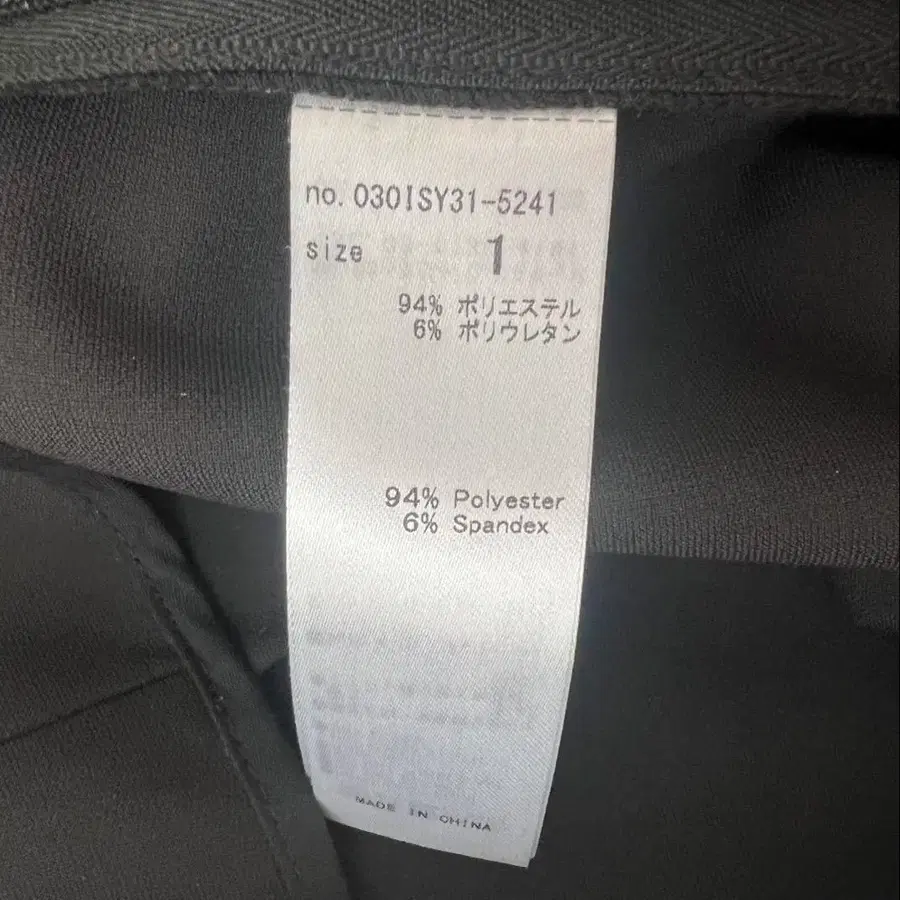 no. 030ISY31-5241
size 1
94% ポリエステル
6% ポリウレタン
94% Polyester
6% Spandex
MADE IN CHINA